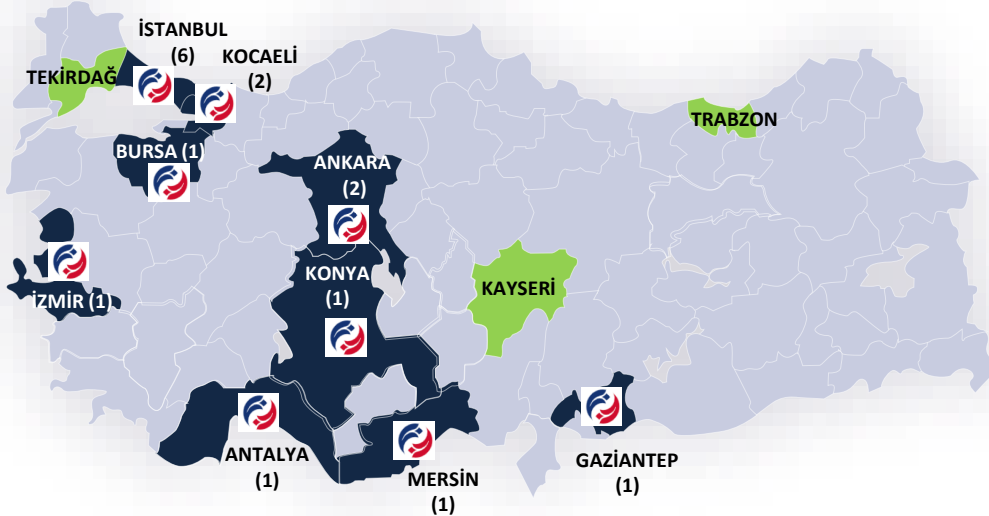 İSTANBUL
(6)
KOCAELİ
(2)
TEKİRDAĞ
TRABZON
BURSA (1)
ANKARA
(2)
KONYA
(1)
KAYSERİ
İZMİR (1)
ANTALYA
(1)
MERSİN
(1)
GAZİANTEP
(1)